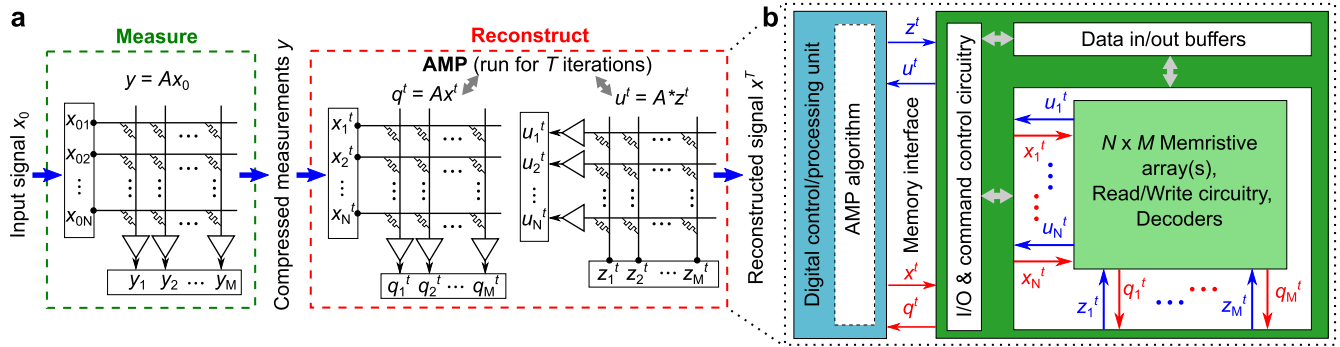 a
Measure
y = Ax₀
Input signal x₀
x₀₁
x₀₂
x₀N
y₁ y₂ ... yM
Compressed measurements y
Reconstruct
AMP (run for T iterations)
qᵗ = Axᵗ
x₁ᵗ
x₂ᵗ
xNᵗ
q₁ᵗ q₂ᵗ ... qMᵗ
uᵗ = A*zᵗ
u₁ᵗ
u₂ᵗ
uNᵗ
z₁ᵗ z₂ᵗ ... zMᵗ
Reconstructed signal xᵀ
b
Digital control/processing unit
AMP algorithm
zᵗ
uᵗ
Memory interface
xᵗ
qᵗ
I/O & command control circuitry
Data in/out buffers
u₁ᵗ
x₁ᵗ
uNᵗ
xNᵗ
N x M Memristive
array(s),
Read/Write circuitry,
Decoders
z₁ᵗ q₁ᵗ ... zMᵗ qMᵗ